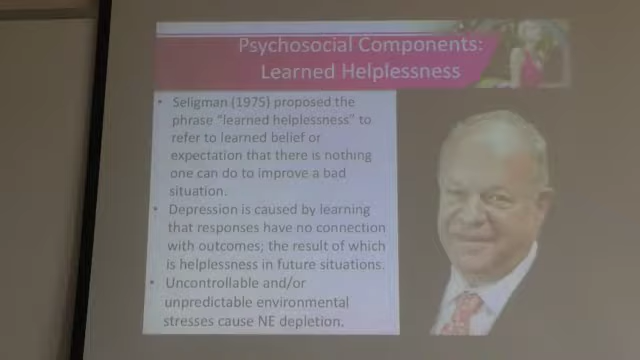 Psychosocial Components:
Learned Helplessness
• Seligman (1975) proposed the
phrase "learned helplessness" to
refer to learned belief or
expectation that there is nothing
one can do to improve a bad
situation.
• Depression is caused by learning
that responses have no connection
with outcomes; the result of which
is helplessness in future situations.
• Uncontrollable and/or
unpredictable environmental
stresses cause NE depletion.